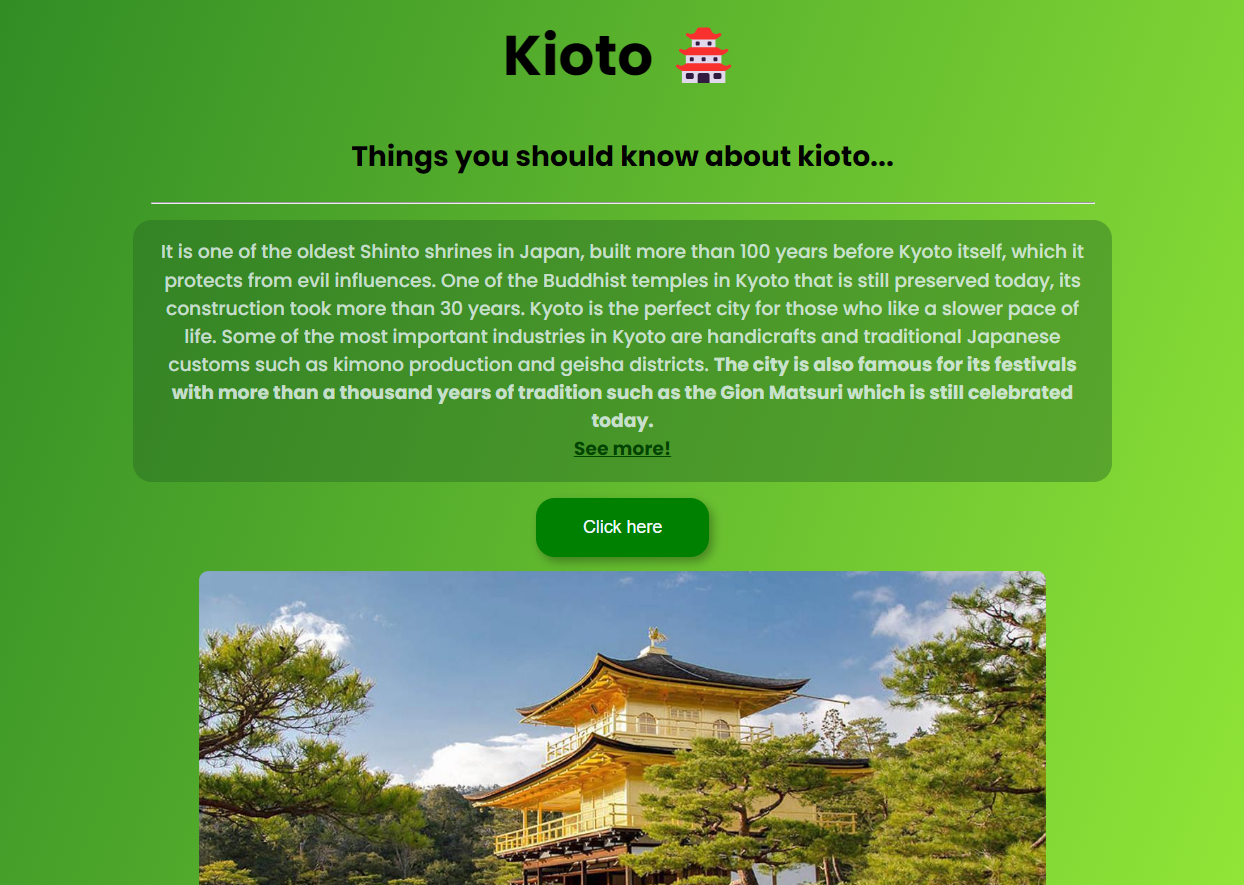 Kioto
Things you should know about kioto...
It is one of the oldest Shinto shrines in Japan, built more than 100 years before Kyoto itself, which it
protects from evil influences. One of the Buddhist temples in Kyoto that is still preserved today, its
construction took more than 30 years. Kyoto is the perfect city for those who like a slower pace of
life. Some of the most important industries in Kyoto are handicrafts and traditional Japanese
customs such as kimono production and geisha districts. The city is also famous for its festivals
with more than a thousand years of tradition such as the Gion Matsuri which is still celebrated
today.
See more!
Click here